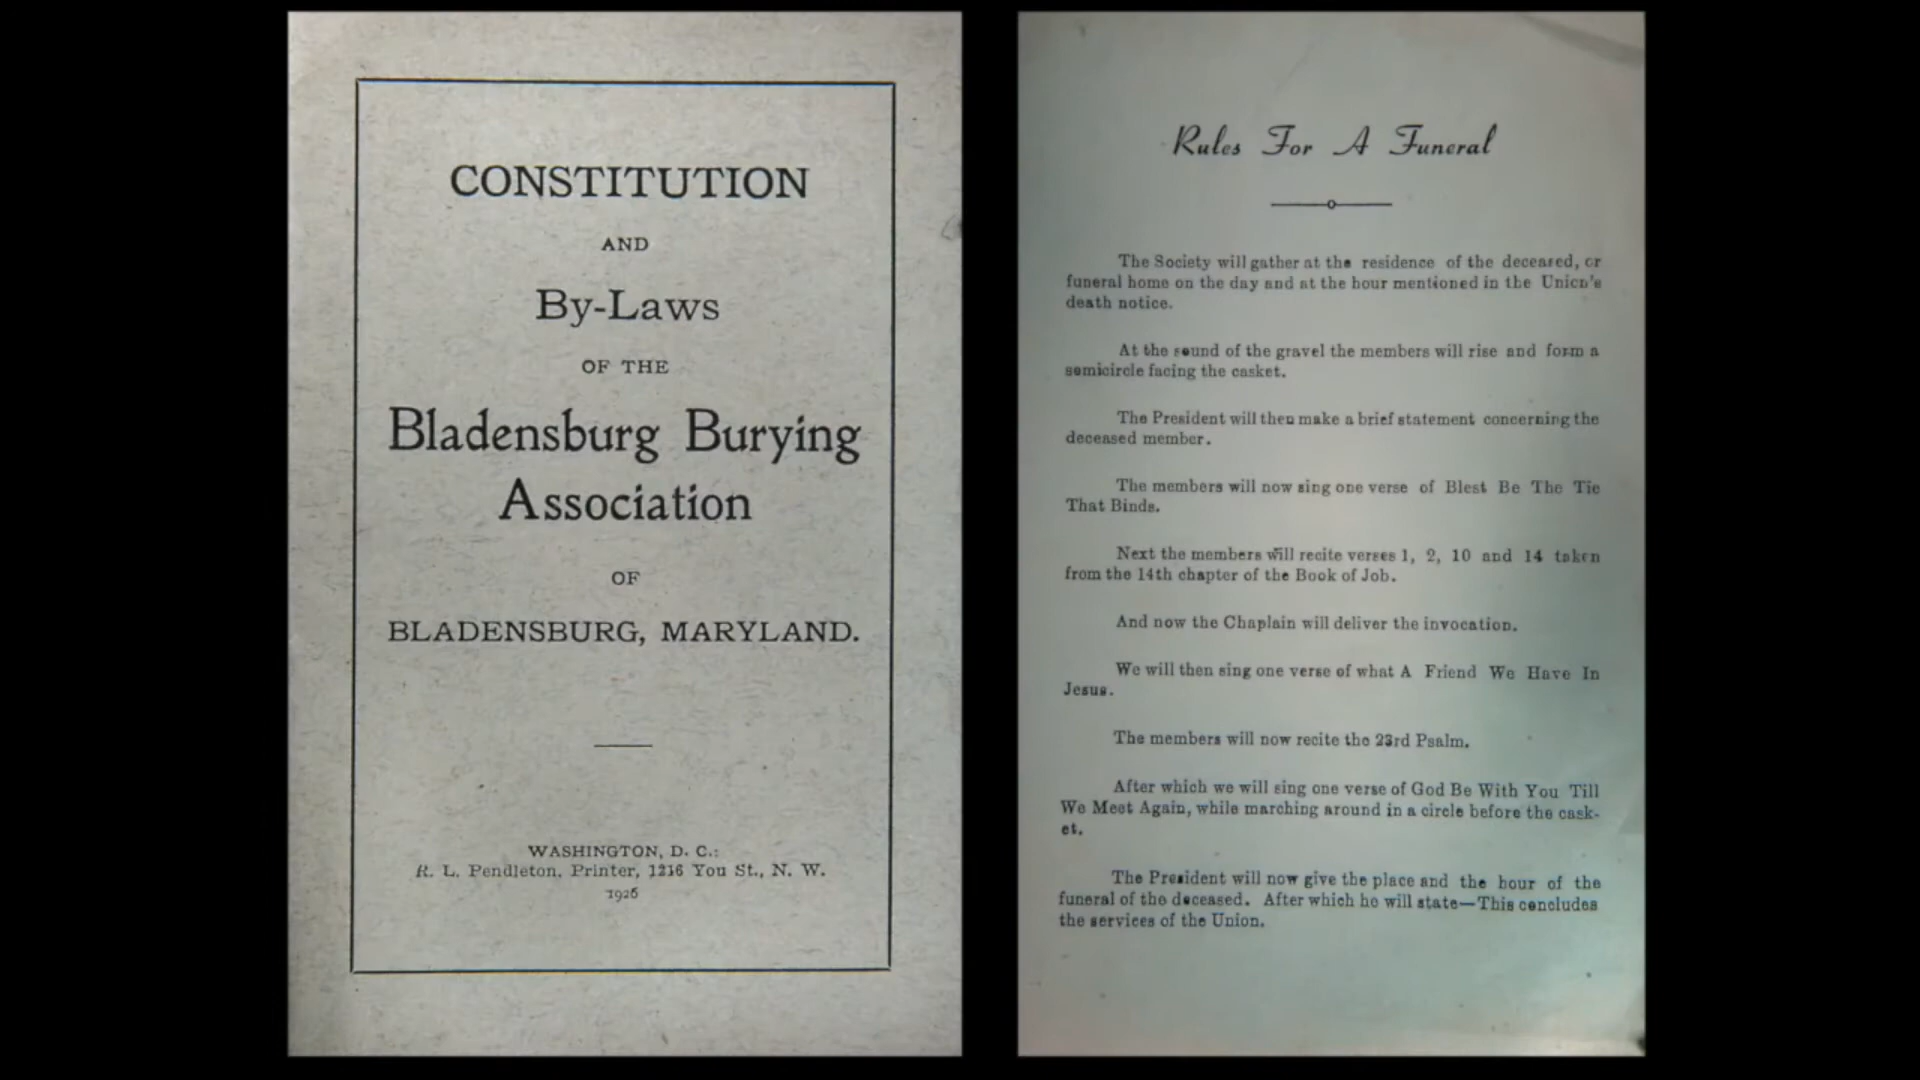 CONSTITUTION
AND
By-Laws
OF THE
Bladensburg Burying
Association
OF
BLADENSBURG, MARYLAND.
WASHINGTON, D. C.:
R. L. Pendleton, Printer, 1216 You St., N. W.
1926
Rules For A Funeral
The Society will gather at the residence of the deceased, or
funeral home on the day and at the hour mentioned in the Union's
death notice.
At the sound of the gravel the members will rise and form a
semicircle facing the casket.
The President will then make a brief statement concerning the
deceased member.
The members will now sing one verse of Blest Be The Tie
That Binds.
Next the members will recite verses 1, 2, 10 and 14 taken
from the 14th chapter of the Book of Job.
And now the Chaplain will deliver the invocation.
We will then sing one verse of what A Friend We Have In
Jesus.
The members will now recite the 23rd Psalm.
After which we will sing one verse of God Be With You Till
We Meet Again, while marching around in a circle before the cask-
et.
The President will now give the place and the hour of the
funeral of the deceased. After which he will state—This concludes
the services of the Union.